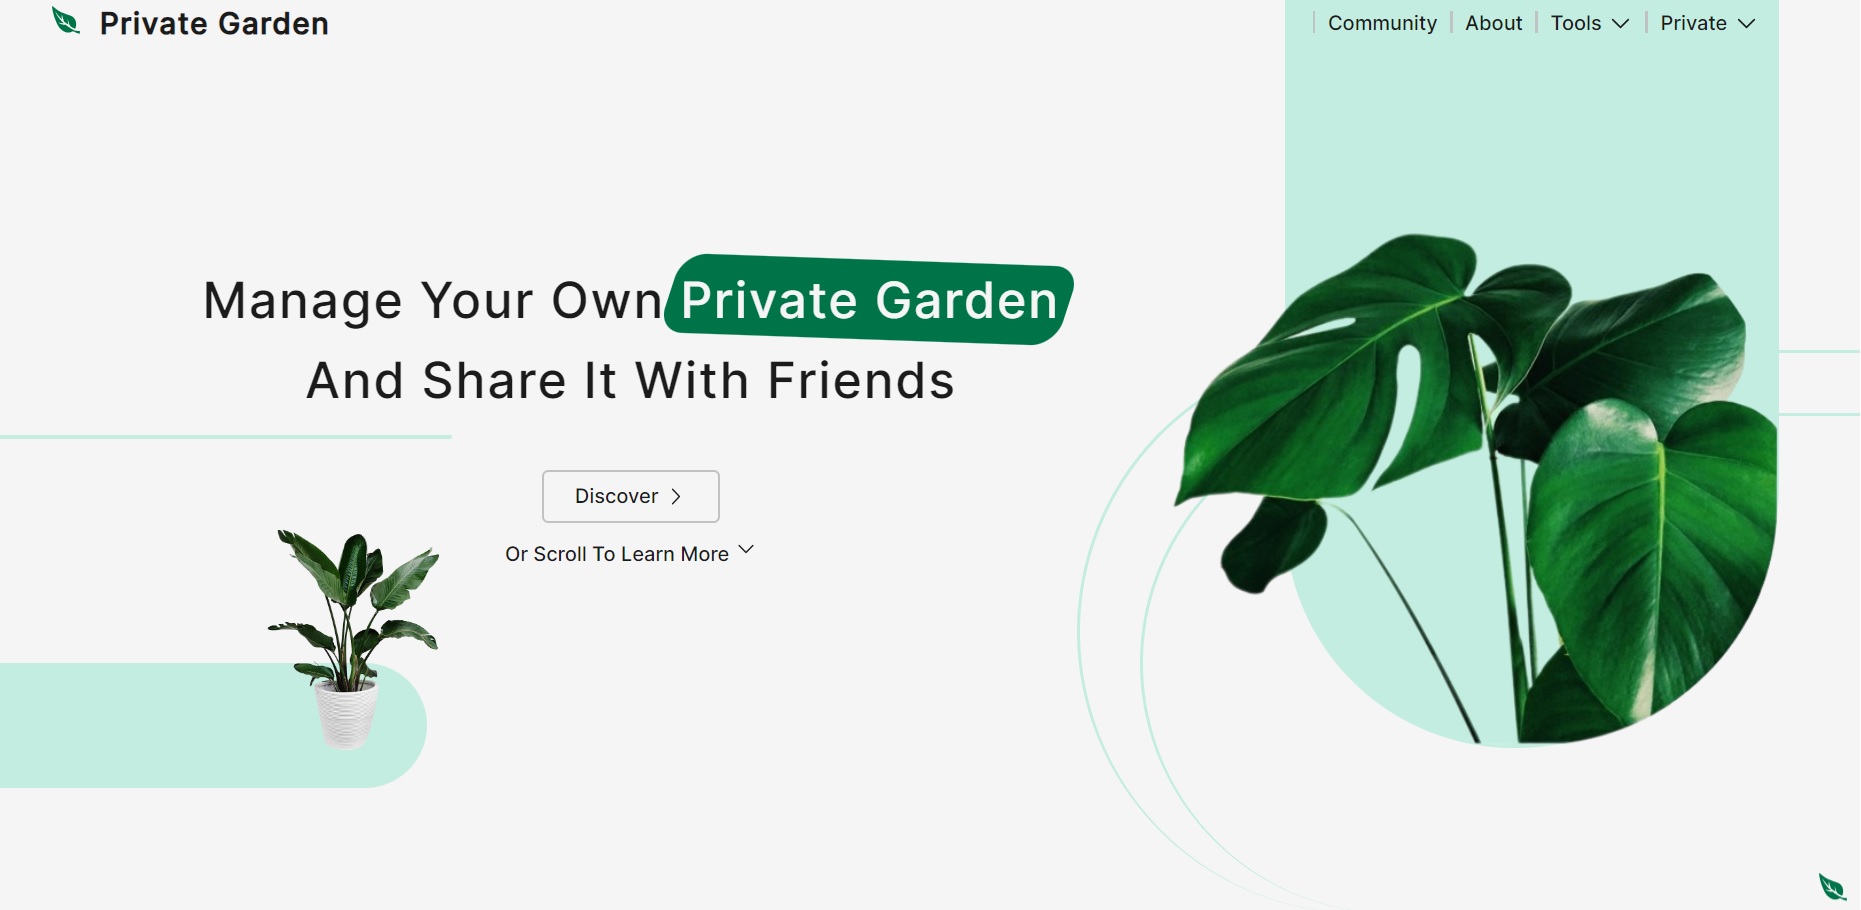 Private Garden
Community
About
Tools
Private
Manage Your Own Private Garden
And Share It With Friends
Discover
Or Scroll To Learn More